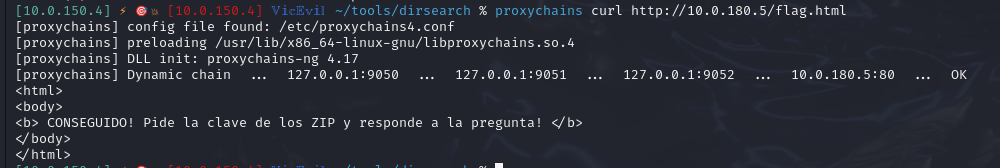 [10.0.150.4] ⚡ 🎯💥 [10.0.150.4] VicEvil ~/tools/dirsearch % proxychains curl http://10.0.180.5/flag.html
[proxychains] config file found: /etc/proxychains4.conf
[proxychains] preloading /usr/lib/x86_64-linux-gnu/libproxychains.so.4
[proxychains] DLL init: proxychains-ng 4.17
[proxychains] Dynamic chain ... 127.0.0.1:9050 ... 127.0.0.1:9051 ... 127.0.0.1:9052 ... 10.0.180.5:80 ... OK
<html>
<body>
<b> CONSEGUIDO! Pide la clave de los ZIP y responde a la pregunta! </b>
</body>
</html>
[10.0.150.4] ⚡ 🎯💥 [10.0.150.4] VicEvil ~/tools/dirsearch %